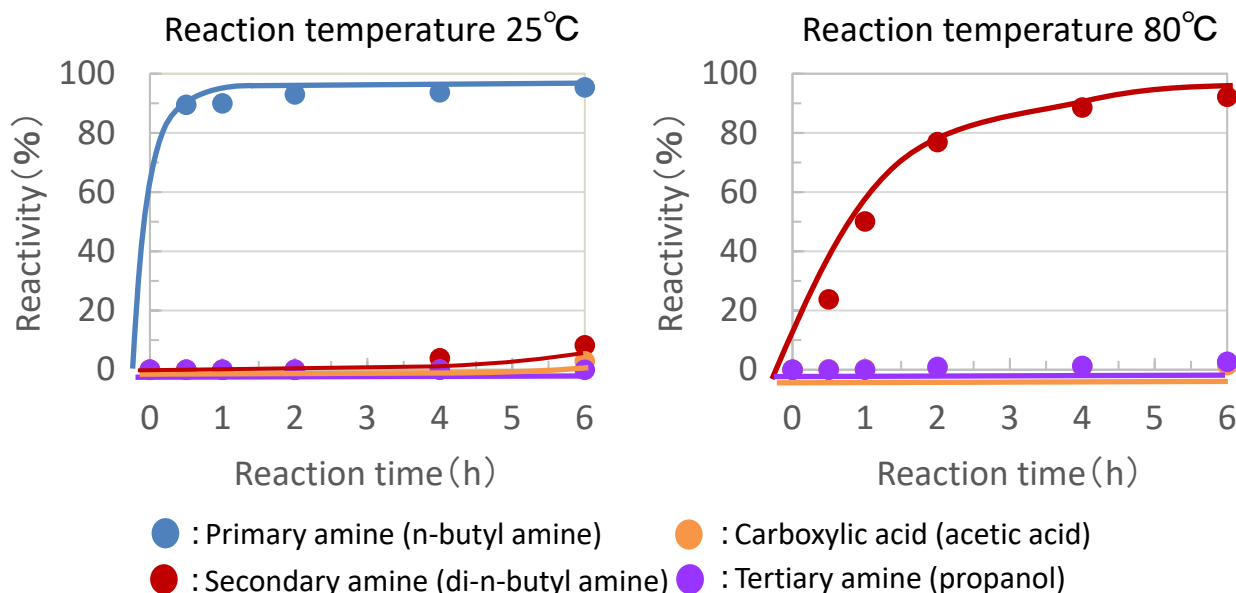 Reaction temperature 25℃
Reactivity（%）
100
80
60
40
20
0
0 1 2 3 4 5 6
Reaction time（h）
Reaction temperature 80℃
Reactivity（%）
100
80
60
40
20
0
0 1 2 3 4 5 6
Reaction time（h）
：Primary amine (n-butyl amine)
：Carboxylic acid (acetic acid)
：Secondary amine (di-n-butyl amine)
：Tertiary amine (propanol)